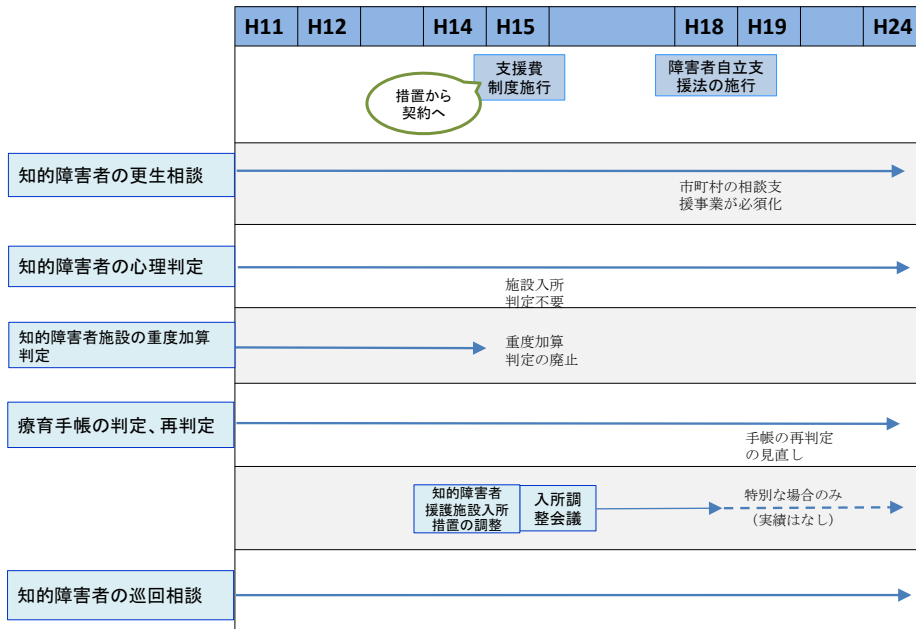 H11 H12 H14 H15 H18 H19 H24
支援費
制度施行
障害者自立支
援法の施行
措置から
契約へ
知的障害者の更生相談
市町村の相談支
援事業が必須化
知的障害者の心理判定
施設入所
判定不要
知的障害者施設の重度加算
判定
重度加算
判定の廃止
療育手帳の判定、再判定
手帳の再判定
の見直し
知的障害者
援護施設入所
措置の調整
入所調
整会議
特別な場合のみ
(実績はなし)
知的障害者の巡回相談